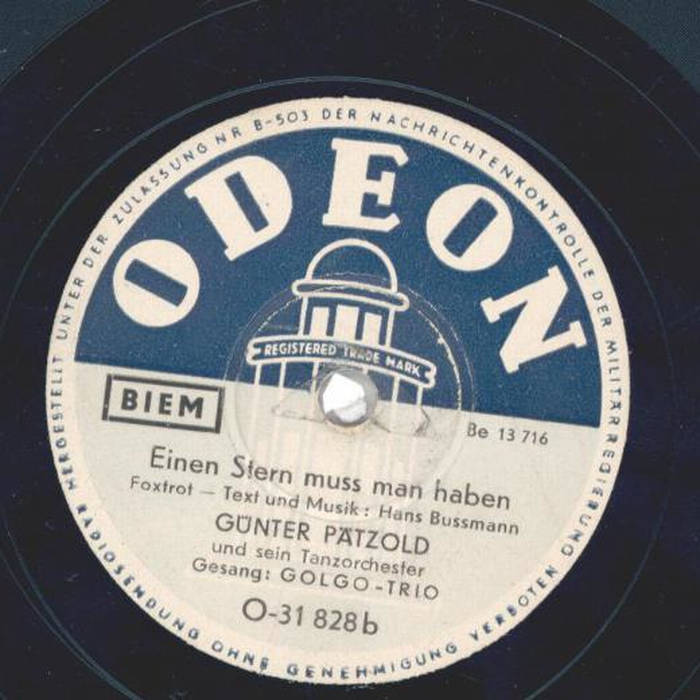 HERGESTELLT UNTER DER ZULASSUNG NR B-503 DER NACHRICHTENKONTROLLE DER MILITÄRREGIERUNG
ODEON
REGISTERED TRADE MARK
BIEM
Be 13 716
Einen Stern muss man haben
Foxtrot — Text und Musik: Hans Bussmann
GÜNTER PÄTZOLD
und sein Tanzorchester
Gesang: GOLGO-TRIO
O-31 828 b
RADIOSENDUNG OHNE GENEHMIGUNG VERBOTEN